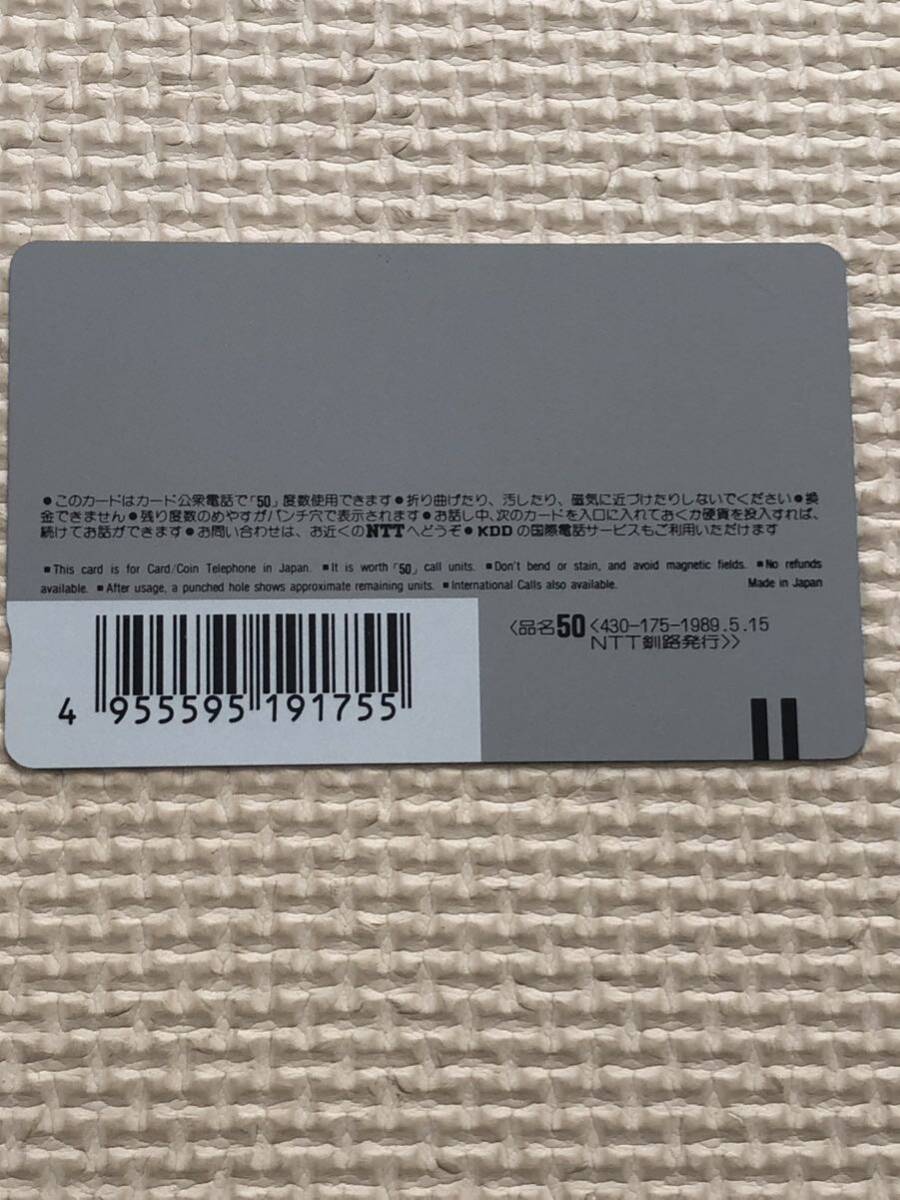 ●このカードはカード公衆電話で「50」度数使用できます●折り曲げたり、汚したり、磁気に近づけたりしないでください●換
金できません●残り度数のめやすがパンチ穴で表示されます●お話し中、次のカードを入口に入れておくか硬貨を投入すれば、
続けてお話ができます●お問い合わせは、お近くのNTTへどうぞ●KDDの国際電話サービスもご利用いただけます
■This card is for Card/Coin Telephone in Japan. ■It is worth「50」call units. ■Don't bend or stain, and avoid magnetic fields. ■No refunds
available. ■After usage, a punched hole shows approximate remaining units. ■International Calls also available. Made in Japan
〈品名50〈430-175-1989.5.15
NTT釧路発行〉〉
4 955595 191755